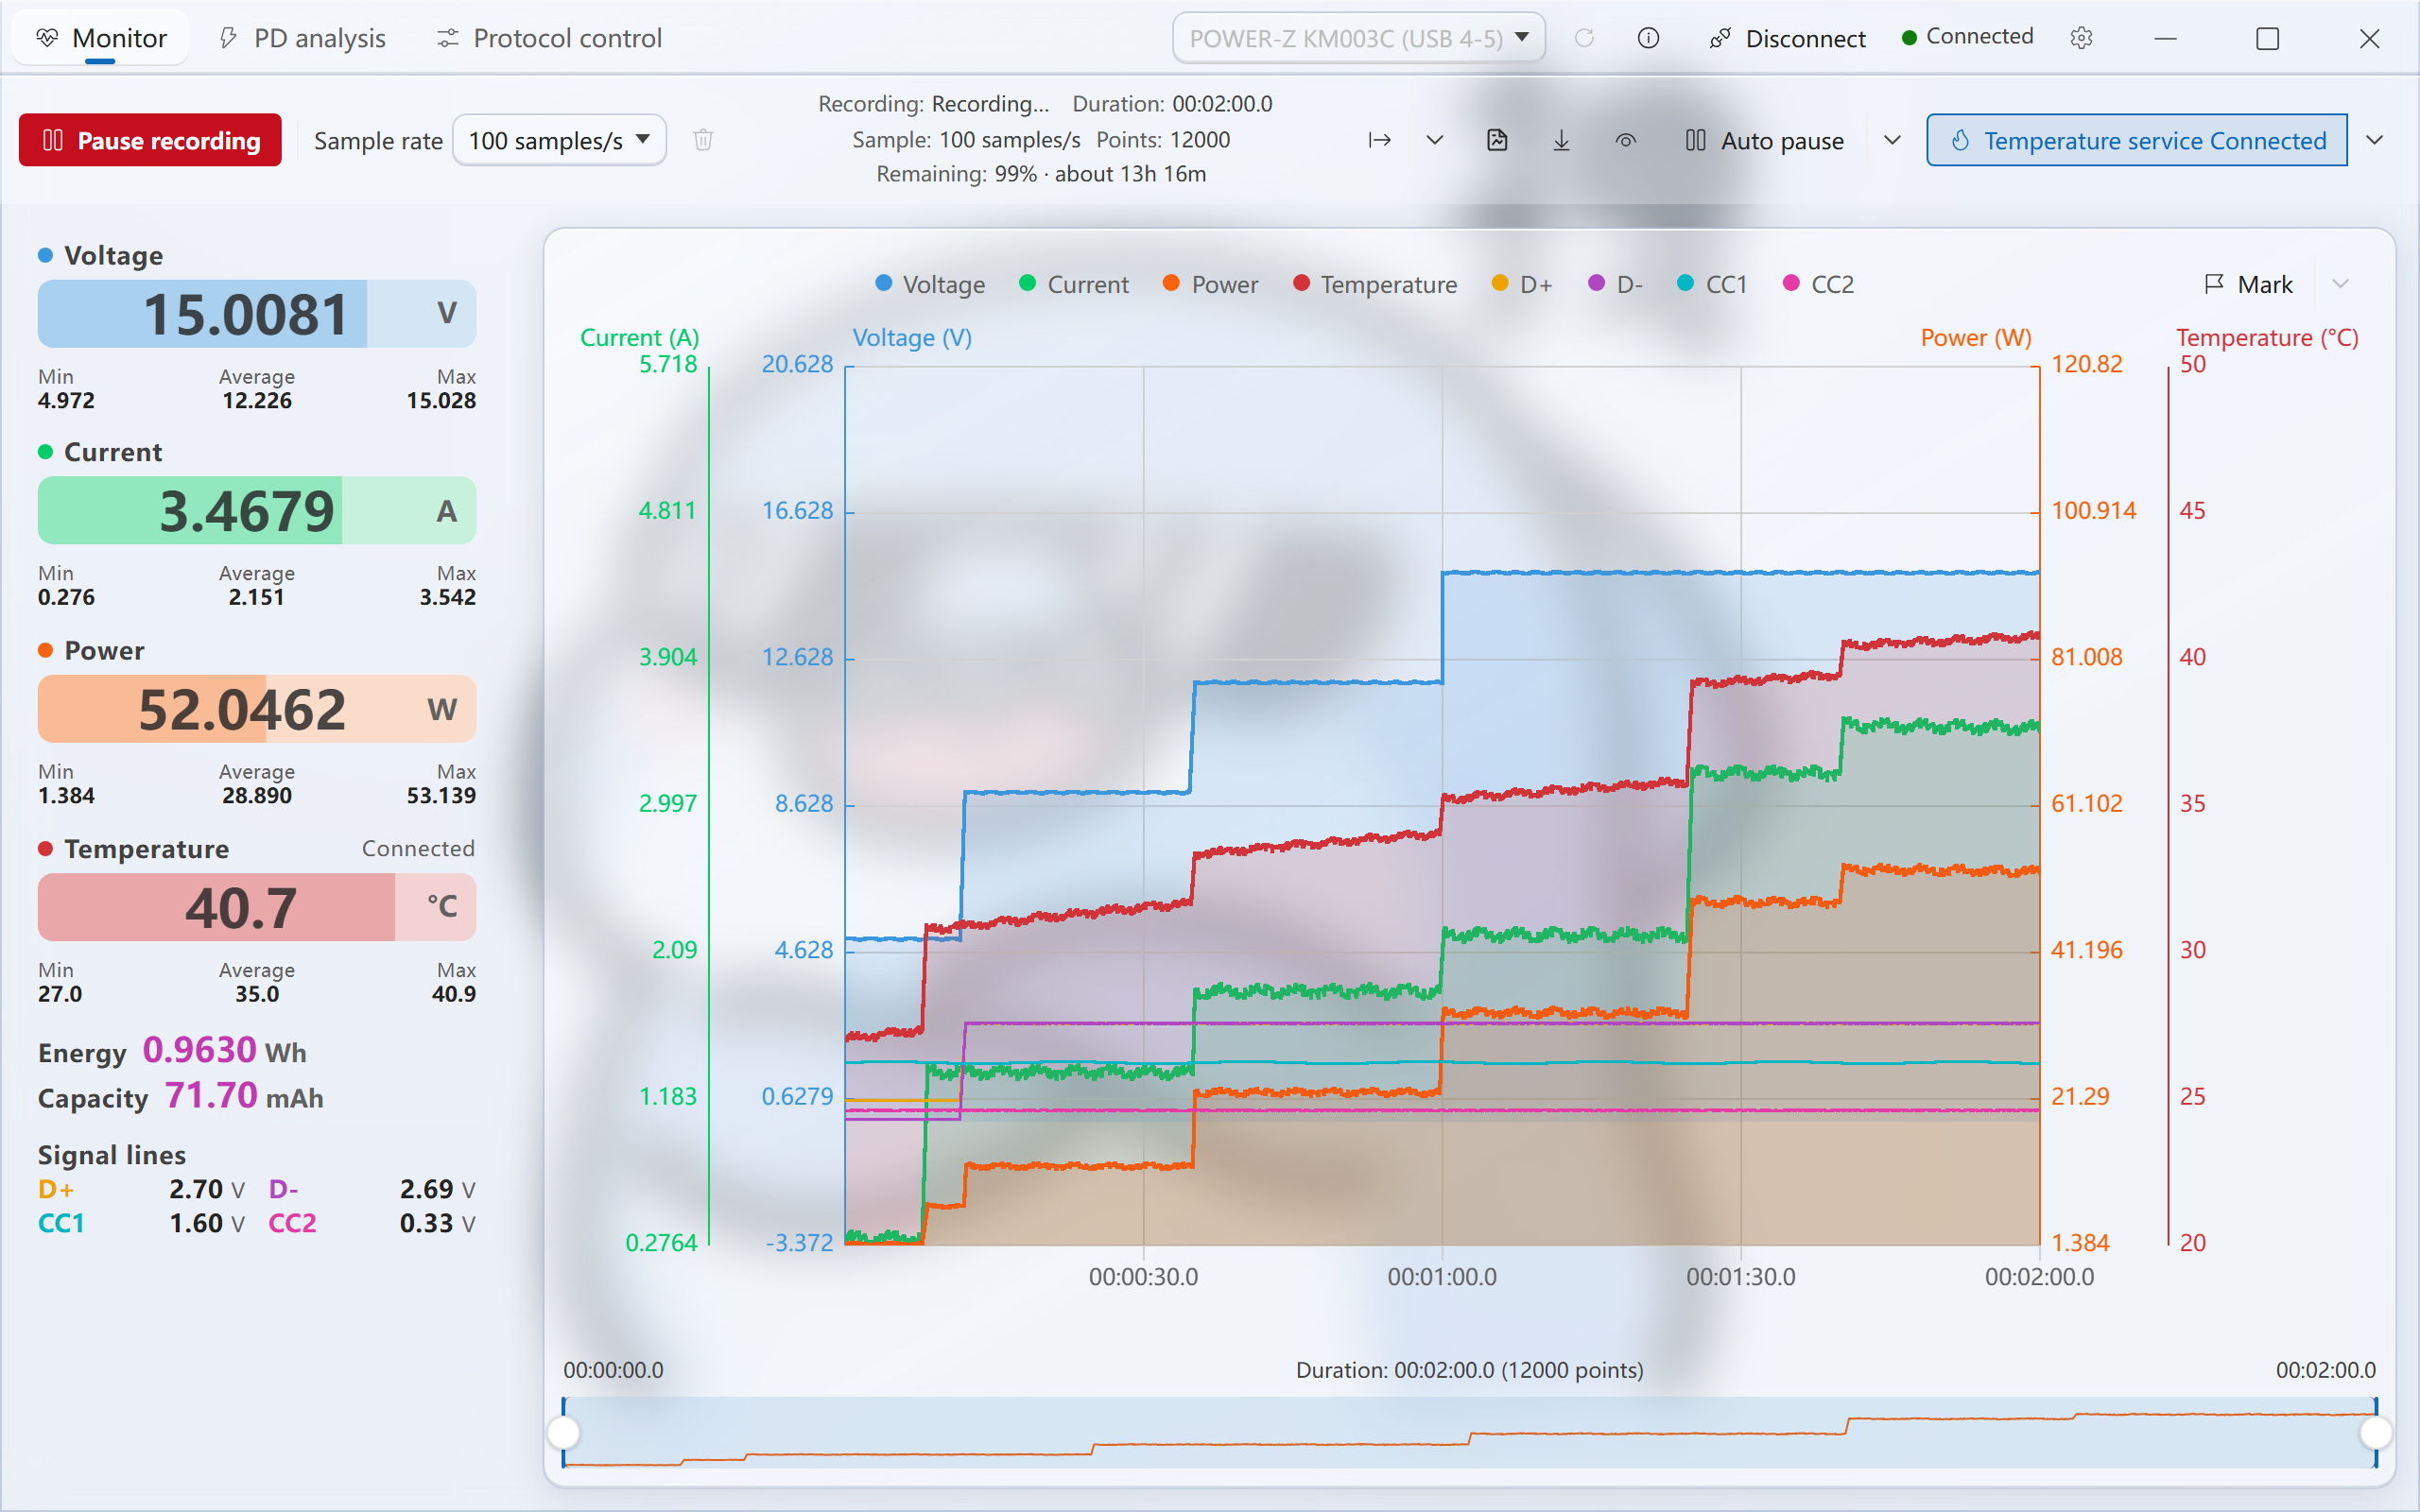 Monitor
PD analysis
Protocol control
POWER-Z KM003C (USB 4-5)
Disconnect
Connected
Pause recording
Sample rate
100 samples/s
Recording: Recording... Duration: 00:02:00.0
Sample: 100 samples/s Points: 12000
Remaining: 99% · about 13h 16m
Auto pause
Temperature service Connected
Voltage
15.0081 V
Min Average Max
4.972 12.226 15.028
Current
3.4679 A
Min Average Max
0.276 2.151 3.542
Power
52.0462 W
Min Average Max
1.384 28.890 53.139
Temperature Connected
40.7 °C
Min Average Max
27.0 35.0 40.9
Energy 0.9630 Wh
Capacity 71.70 mAh
Signal lines
D+ 2.70 V D- 2.69 V
CC1 1.60 V CC2 0.33 V
Voltage Current Power Temperature D+ D- CC1 CC2
Mark
Current (A) Voltage (V) Power (W) Temperature (°C)
5.718 20.628 120.82 50
4.811 16.628 100.914 45
3.904 12.628 81.008 40
2.997 8.628 61.102 35
2.09 4.628 41.196 30
1.183 0.6279 21.29 25
0.2764 -3.372 1.384 20
00:00:30.0 00:01:00.0 00:01:30.0 00:02:00.0
00:00:00.0 Duration: 00:02:00.0 (12000 points) 00:02:00.0